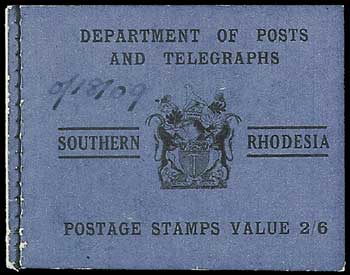 DEPARTMENT OF POSTS
AND TELEGRAPHS
SOUTHERN RHODESIA
POSTAGE STAMPS VALUE 2/6